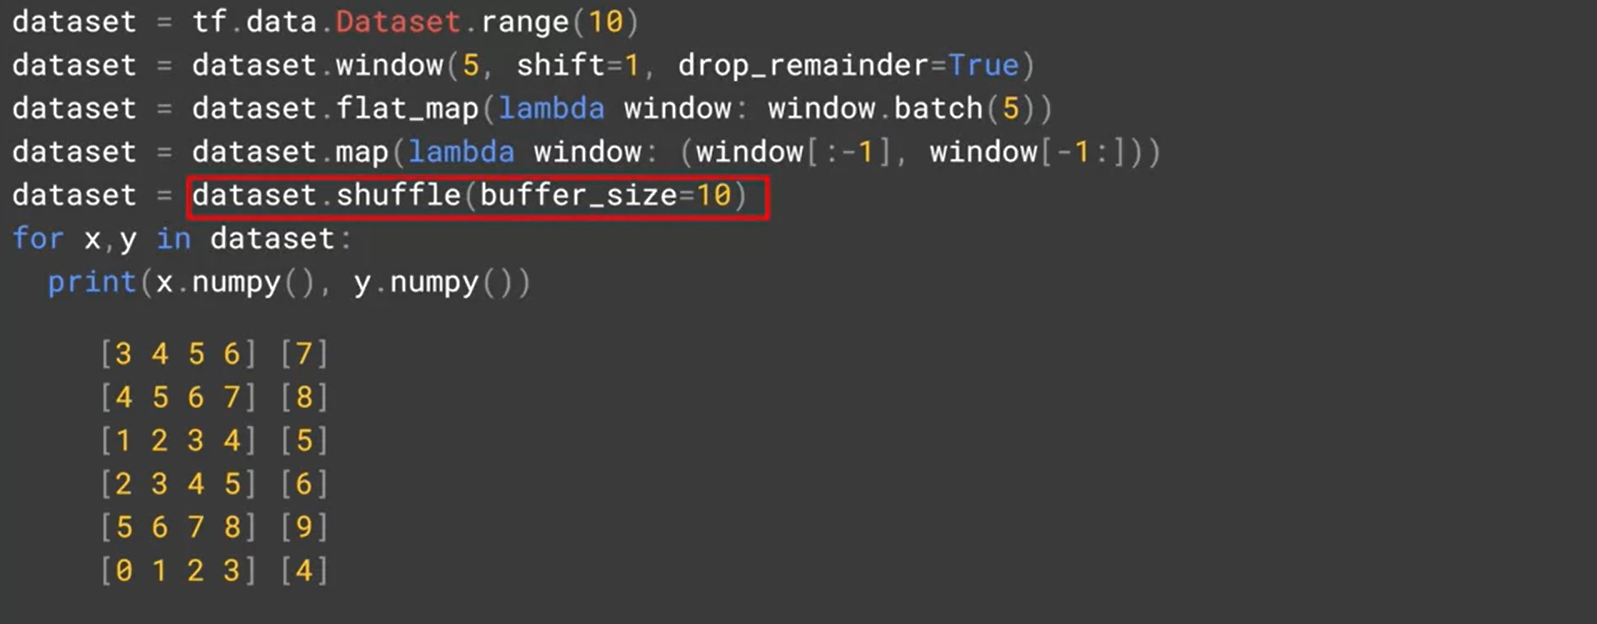 dataset = tf.data.Dataset.range(10)
dataset = dataset.window(5, shift=1, drop_remainder=True)
dataset = dataset.flat_map(lambda window: window.batch(5))
dataset = dataset.map(lambda window: (window[:-1], window[-1:]))
dataset = dataset.shuffle(buffer_size=10)
for x,y in dataset:
  print(x.numpy(), y.numpy())
[3 4 5 6] [7]
[4 5 6 7] [8]
[1 2 3 4] [5]
[2 3 4 5] [6]
[5 6 7 8] [9]
[0 1 2 3] [4]